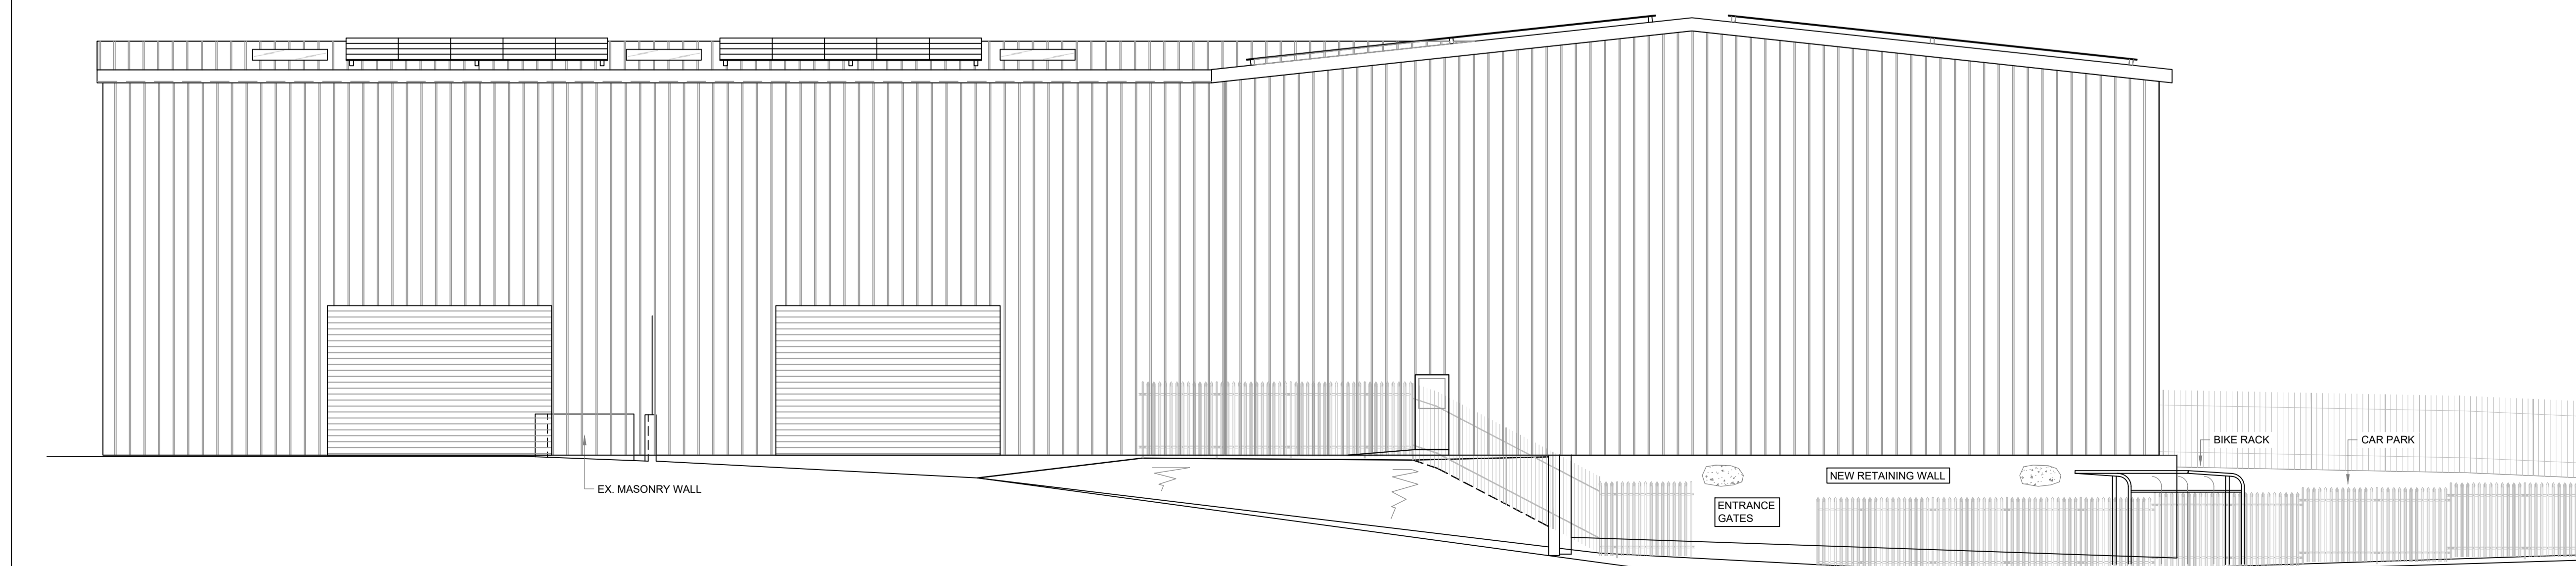 BIKE RACK
CAR PARK
NEW RETAINING WALL
EX. MASONRY WALL
ENTRANCE
GATES